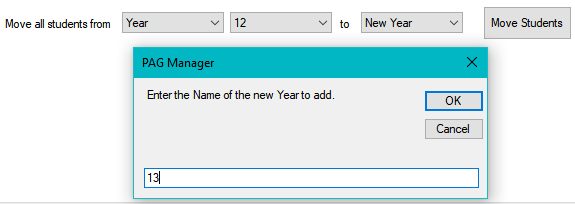 Move all students from Year 12 to New Year Move Students
PAG Manager
Enter the Name of the new Year to add.
OK
Cancel
13